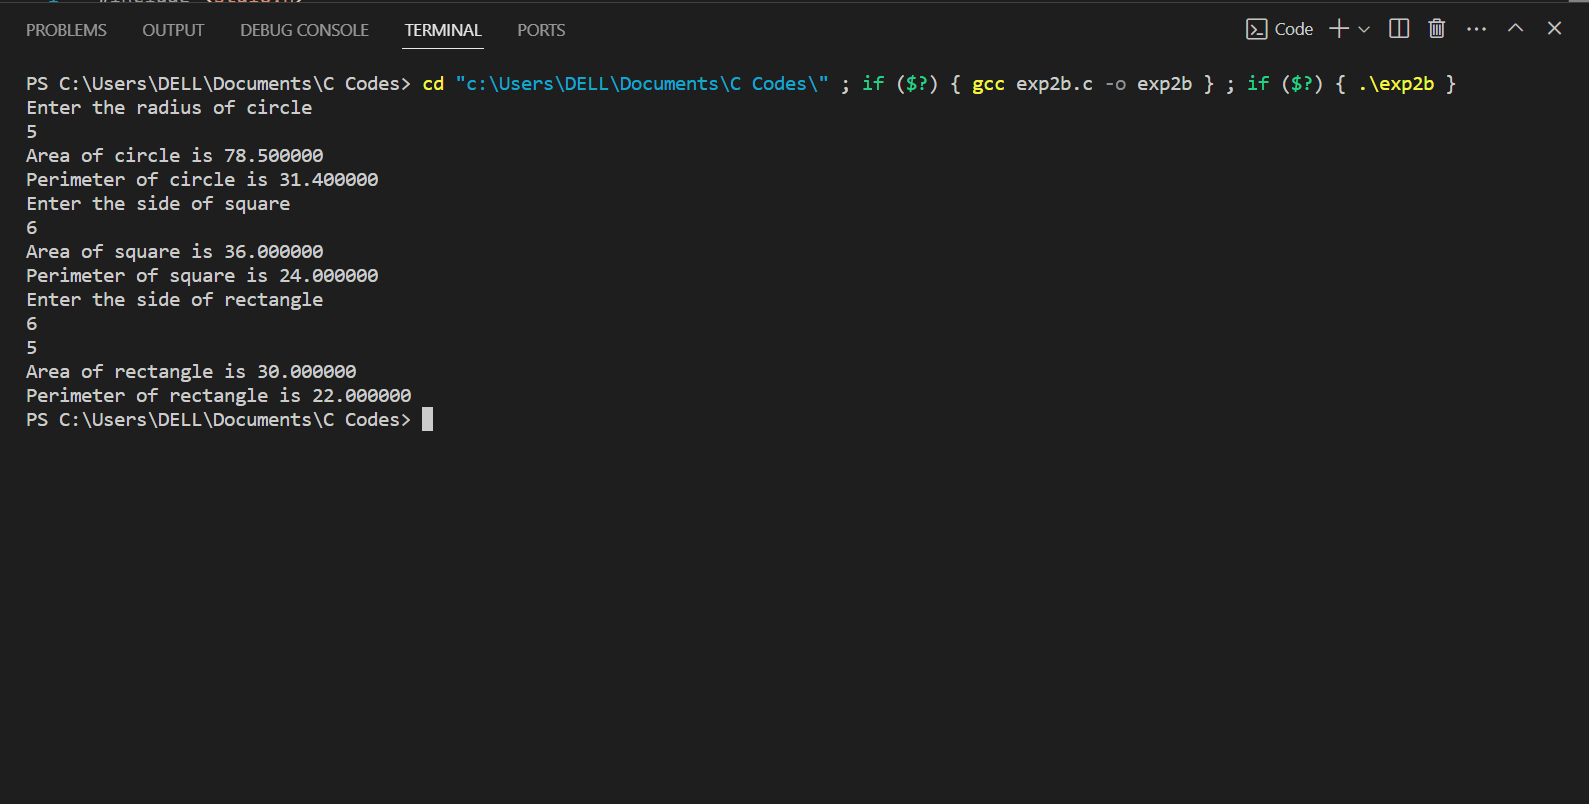 PROBLEMS OUTPUT DEBUG CONSOLE TERMINAL PORTS Code
PS C:\Users\DELL\Documents\C Codes> cd "c:\Users\DELL\Documents\C Codes\" ; if ($?) { gcc exp2b.c -o exp2b } ; if ($?) { .\exp2b }
Enter the radius of circle
5
Area of circle is 78.500000
Perimeter of circle is 31.400000
Enter the side of square
6
Area of square is 36.000000
Perimeter of square is 24.000000
Enter the side of rectangle
6
5
Area of rectangle is 30.000000
Perimeter of rectangle is 22.000000
PS C:\Users\DELL\Documents\C Codes>